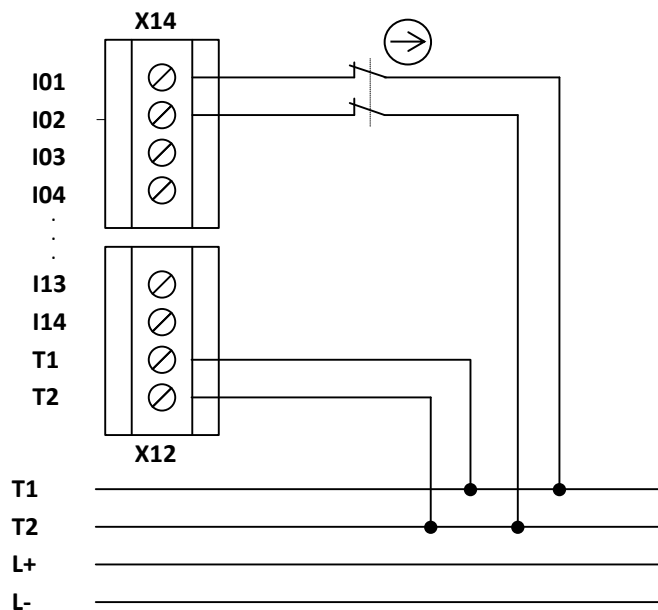 X14
I01
I02
I03
I04
.
.
.
I13
I14
T1
T2
X12
T1
T2
L+
L-